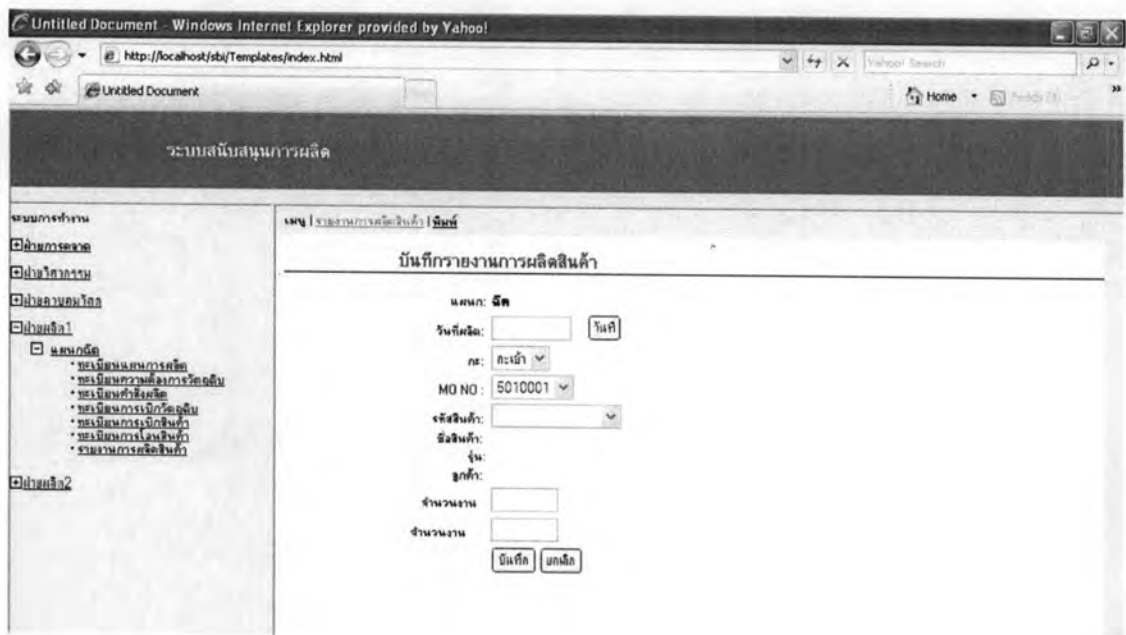 Untitled Document - Windows Internet Explorer provided by Yahoo!
http://localhost/sbi/Templates/index.html
Yahoo! Search
Untitled Document
Home
»
ระบบสนับสนุนการผลิต
ระบบการทำงาน
เมนู | รายงานการผลิตสินค้า | พิมพ์
ฝ่ายการตลาด
ฝ่ายวิศวกรรม
ฝ่ายควบคุมวัสดุ
ฝ่ายผลิต1
แผนกฉีด
ทะเบียนแผนการผลิต
ทะเบียนความต้องการวัตถุดิบ
ทะเบียนคำสั่งผลิต
ทะเบียนการเบิกวัตถุดิบ
ทะเบียนการเบิกสินค้า
ทะเบียนการโอนสินค้า
รายงานการผลิตสินค้า
ฝ่ายผลิต2
บันทึกรายงานการผลิตสินค้า
แผนก: ฉีด
วันที่ผลิต: วันที่
กะ: กะเช้า
MO NO : 5010001
รหัสสินค้า:
ชื่อสินค้า:
รุ่น:
ลูกค้า:
จำนวนงาน
จำนวนงาน
บันทึก ยกเลิก